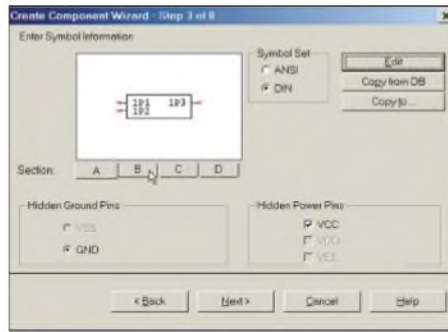 Create Component Wizard - Step 3 of 8
Enter Symbol Information
Symbol Set
ANSI
DIN
Edit
Copy from DB
Copy to...
1P1 1P3
1P2
Section: A B C D
Hidden Ground Pins
VSS
GND
Hidden Power Pins
VCC
VDD
VEE
< Back Next > Cancel Help